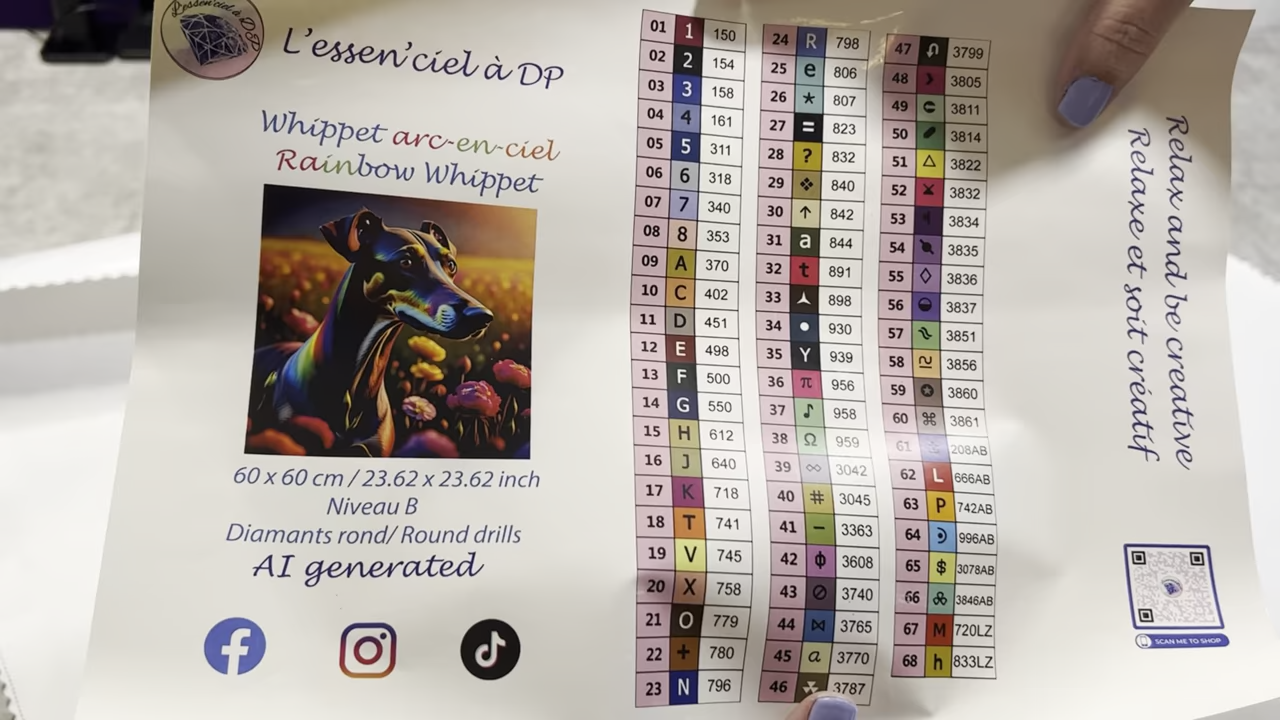 L'essen'ciel à DP
L'essen'ciel à DP
Whippet arc-en-ciel
Rainbow Whippet
60 x 60 cm / 23.62 x 23.62 inch
Niveau B
Diamants rond/ Round drills
AI generated
01 1 150
02 2 154
03 3 158
04 4 161
05 5 311
06 6 318
07 7 340
08 8 353
09 A 370
10 C 402
11 D 451
12 E 498
13 F 500
14 G 550
15 H 612
16 J 640
17 K 718
18 T 741
19 V 745
20 X 758
21 O 779
22 + 780
23 N 796
24 R 798
25 e 806
26 * 807
27 = 823
28 ? 832
29 ❖ 840
30 ↑ 842
31 a 844
32 t 891
33 898
34 ● 930
35 Y 939
36 π 956
37 ♪ 958
38 Ω 959
39 ∞ 3042
40 # 3045
41 − 3363
42 ϕ 3608
43 ⊘ 3740
44 ⋈ 3765
45 a 3770
46 3787
47 3799
48 3805
49 3811
50 3814
51 △ 3822
52 3832
53 3834
54 3835
55 ◊ 3836
56 3837
57 3851
58 3856
59 3860
60 ⌘ 3861
61 208AB
62 L 666AB
63 P 742AB
64 996AB
65 $ 3078AB
66 3846AB
67 M 720LZ
68 h 833LZ
Relax and be creative
Relaxe et soit créatif
SCAN ME TO SHOP